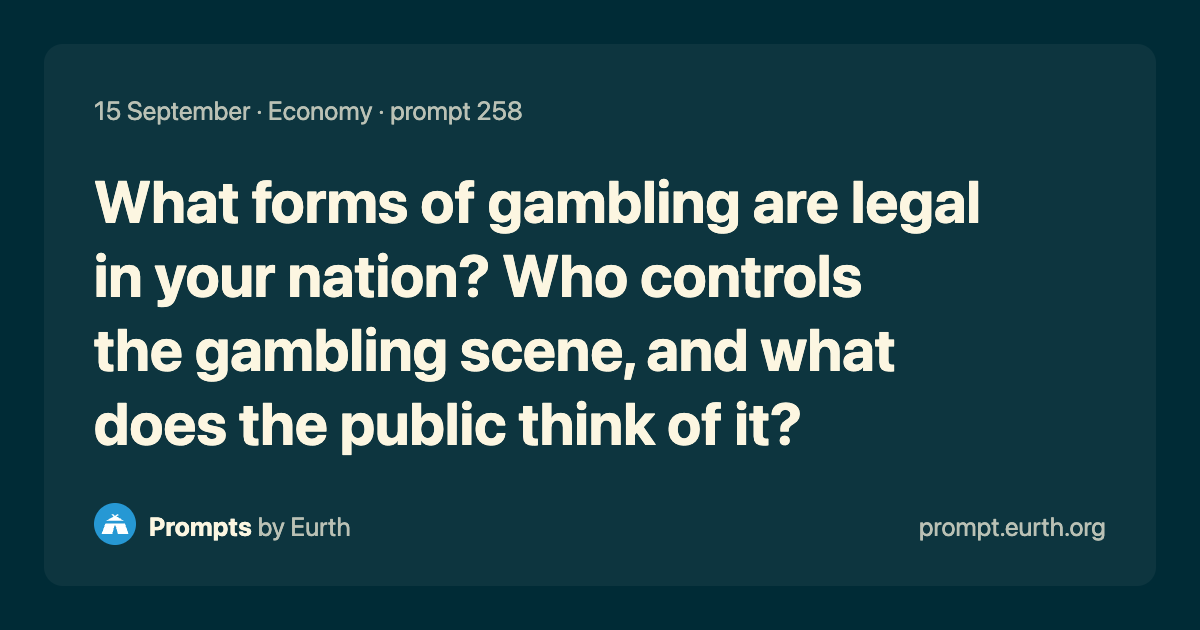 15 September · Economy · prompt 258
What forms of gambling are legal
in your nation? Who controls
the gambling scene, and what
does the public think of it?
Prompts by Eurth
prompt.eurth.org